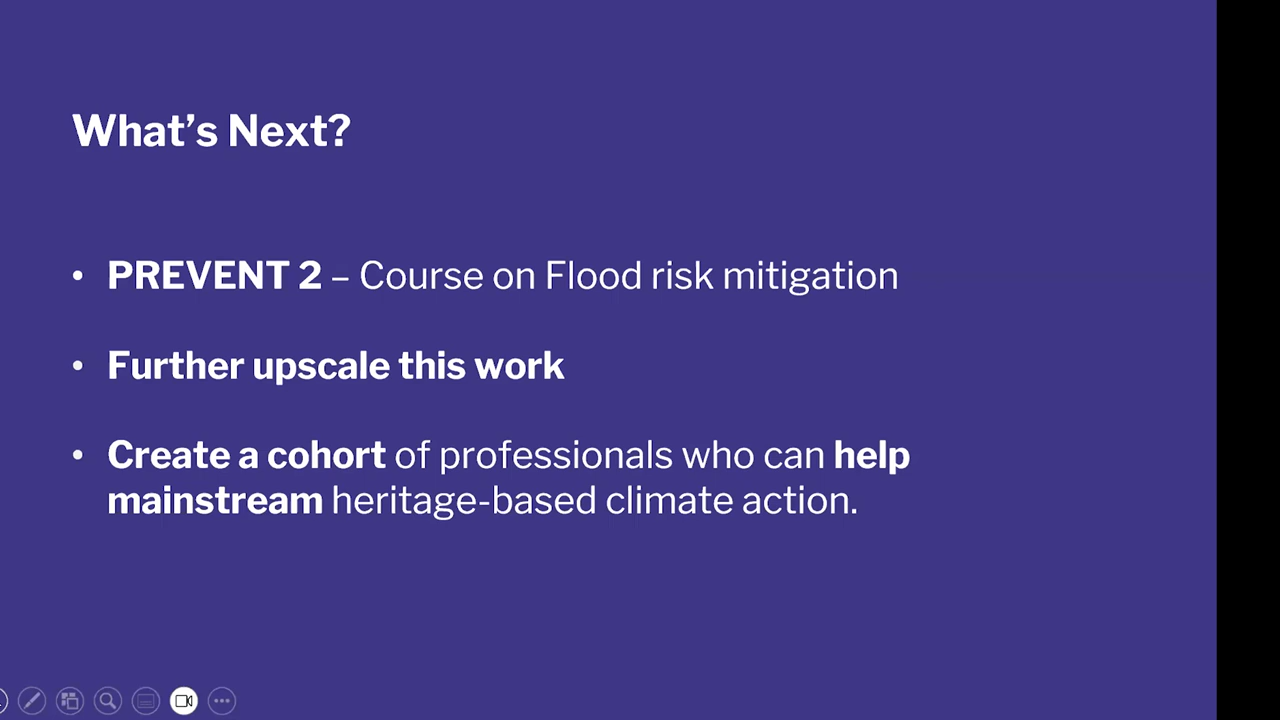 What’s Next?
• PREVENT 2 – Course on Flood risk mitigation
• Further upscale this work
• Create a cohort of professionals who can help
mainstream heritage-based climate action.